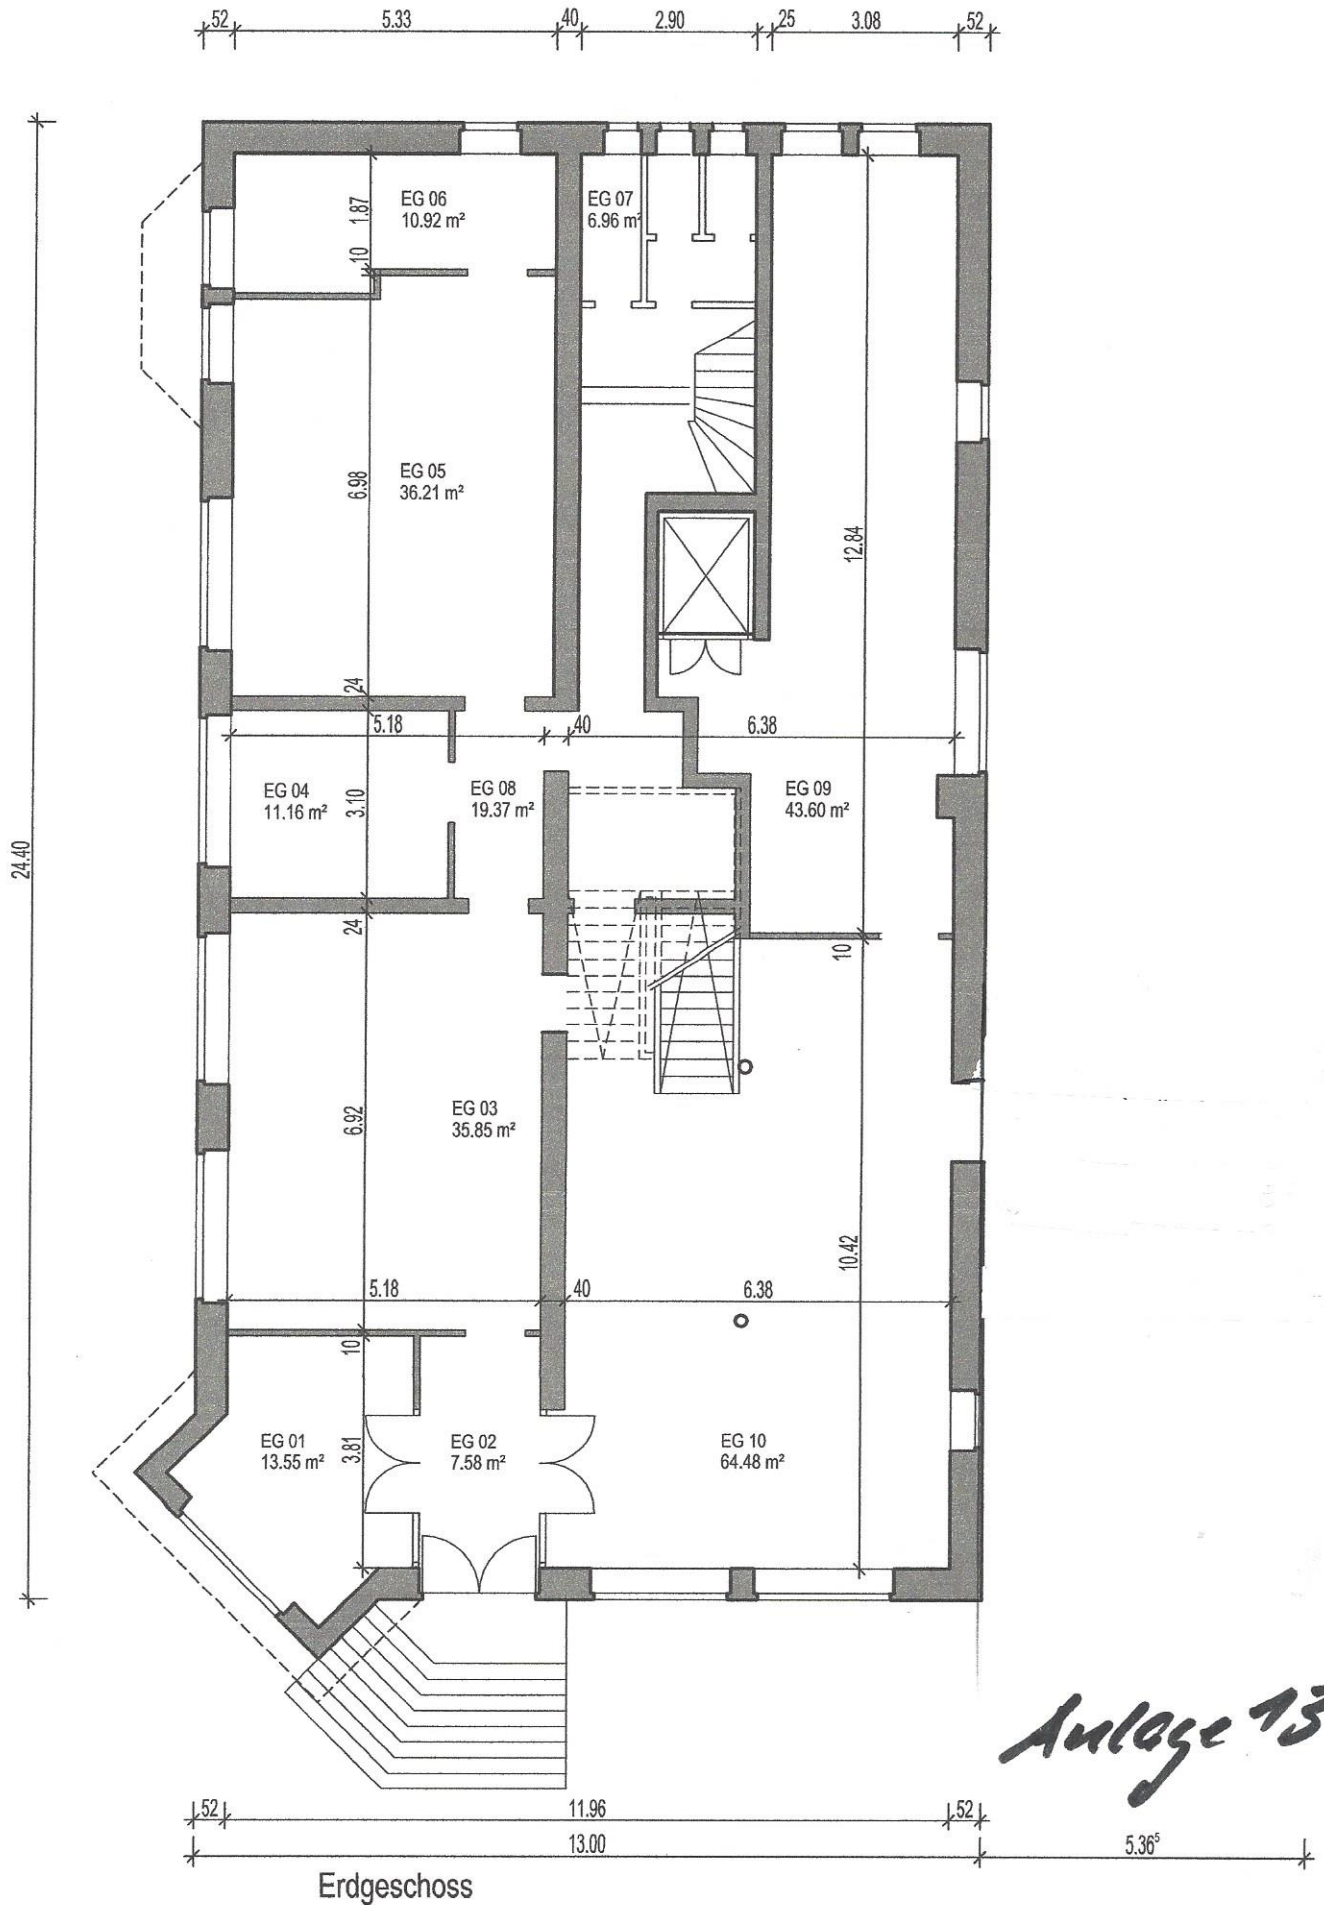 52 5.33 40 2.90 25 3.08 52
24.40
1.87
10
EG 06
10.92 m²
EG 07
6.96 m²
EG 05
36.21 m²
6.98
12.84
24
5.18 40 6.38
EG 04
11.16 m²
3.10
EG 08
19.37 m²
EG 09
43.60 m²
24
10
6.92
EG 03
35.85 m²
10.42
5.18 40 6.38
10
3.81
EG 01
13.55 m²
EG 02
7.58 m²
EG 10
64.48 m²
Anlage 13
52 11.96 52
13.00 5.36⁵
Erdgeschoss